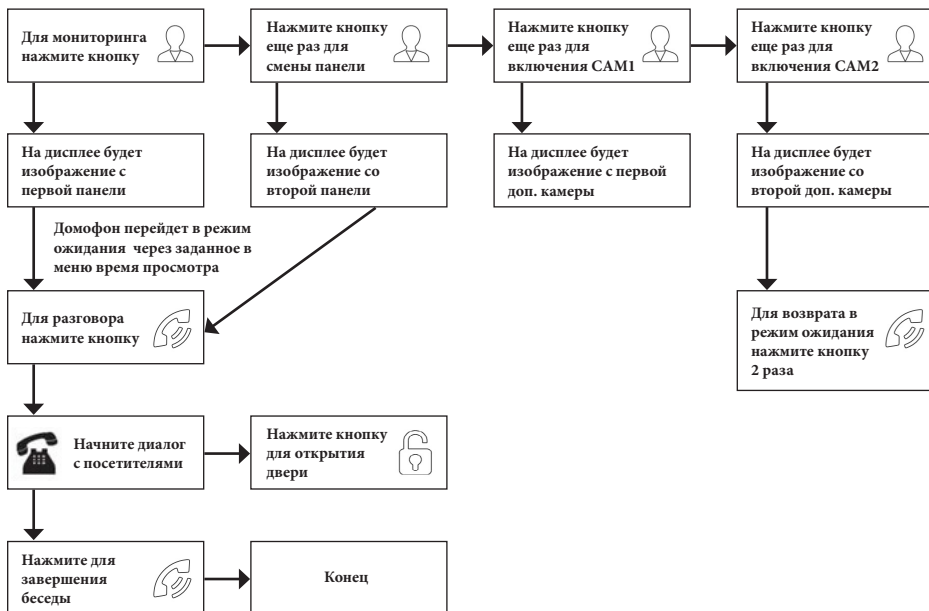 Для мониторинга
нажмите кнопку
Нажмите кнопку
еще раз для
смены панели
Нажмите кнопку
еще раз для
включения CAM1
Нажмите кнопку
еще раз для
включения CAM2
На дисплее будет
изображение с
первой панели
На дисплее будет
изображение со
второй панели
На дисплее будет
изображение с первой
доп. камеры
На дисплее будет
изображение со
второй доп. камеры
Домофон перейдет в режим
ожидания через заданное в
меню время просмотра
Для разговора
нажмите кнопку
Для возврата в
режим ожидания
нажмите кнопку
2 раза
Начните диалог
с посетителями
Нажмите кнопку
для открытия
двери
Нажмите для
завершения
беседы
Конец